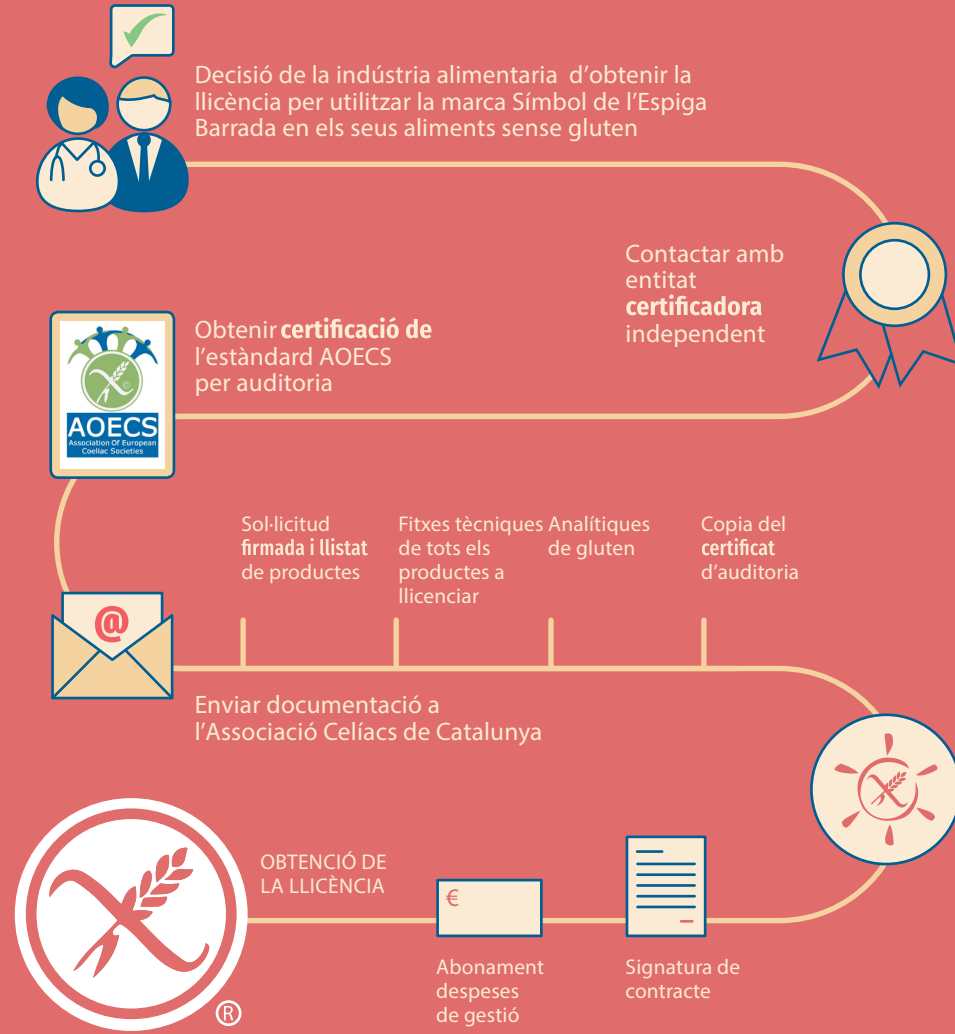 Decisió de la indústria alimentaria d'obtenir la
llicència per utilitzar la marca Símbol de l'Espiga
Barrada en els seus aliments sense gluten
Contactar amb
entitat
certificadora
independent
Obtenir certificació de
l'estàndard AOECS
per auditoria
AOECS
Association Of European
Coeliac Societies
Sol·licitud
firmada i llistat
de productes
Fitxes tècniques
de tots els
productes a
llicenciar
Analítiques
de gluten
Copia del
certificat
d'auditoria
@
Enviar documentació a
l'Associació Celíacs de Catalunya
OBTENCIÓ DE
LA LLICÈNCIA
€
Abonament
despeses
de gestió
Signatura de
contracte
®